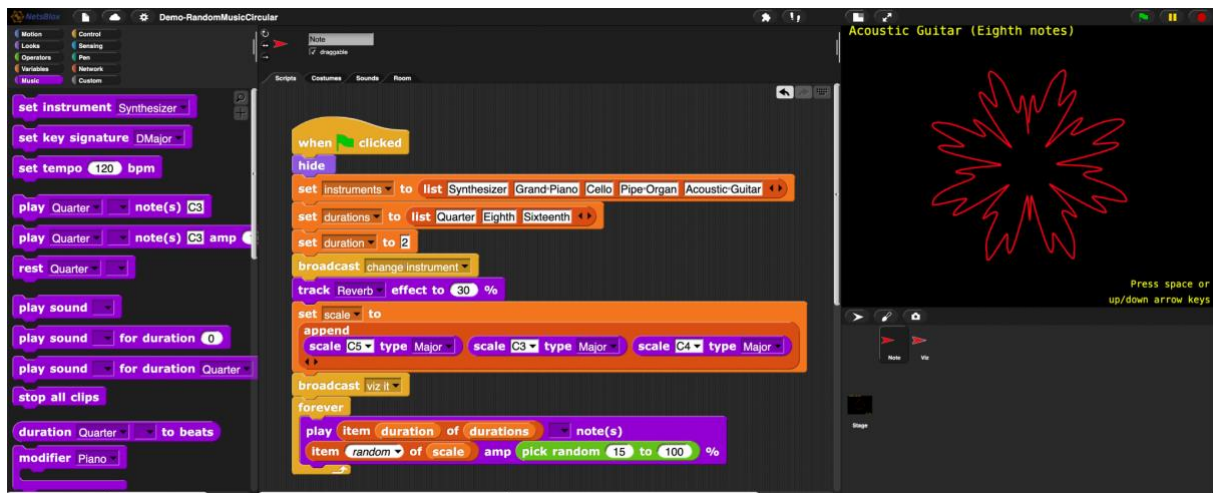 NetsBlox
Demo-RandomMusicCircular
Motion Control
Looks Sensing
Operators Pen
Variables Network
Music Custom
set instrument Synthesizer
set key signature DMajor
set tempo 120 bpm
play Quarter note(s) C3
play Quarter note(s) C3 amp
rest Quarter
play sound
play sound for duration 0
play sound for duration Quarter
stop all clips
duration Quarter to beats
modifier Piano
Note
draggable
Scripts Costumes Sounds Room
when clicked
hide
set instruments to list Synthesizer Grand·Piano Cello Pipe·Organ Acoustic·Guitar
set durations to list Quarter Eighth Sixteenth
set duration to 2
broadcast change instrument
track Reverb effect to 30 %
set scale to
append
scale C5 type Major scale C3 type Major scale C4 type Major
broadcast viz it
forever
play item duration of durations note(s)
item random of scale amp pick random 15 to 100 %
Acoustic Guitar (Eighth notes)
Press space or
up/down arrow keys
Note Viz
Stage